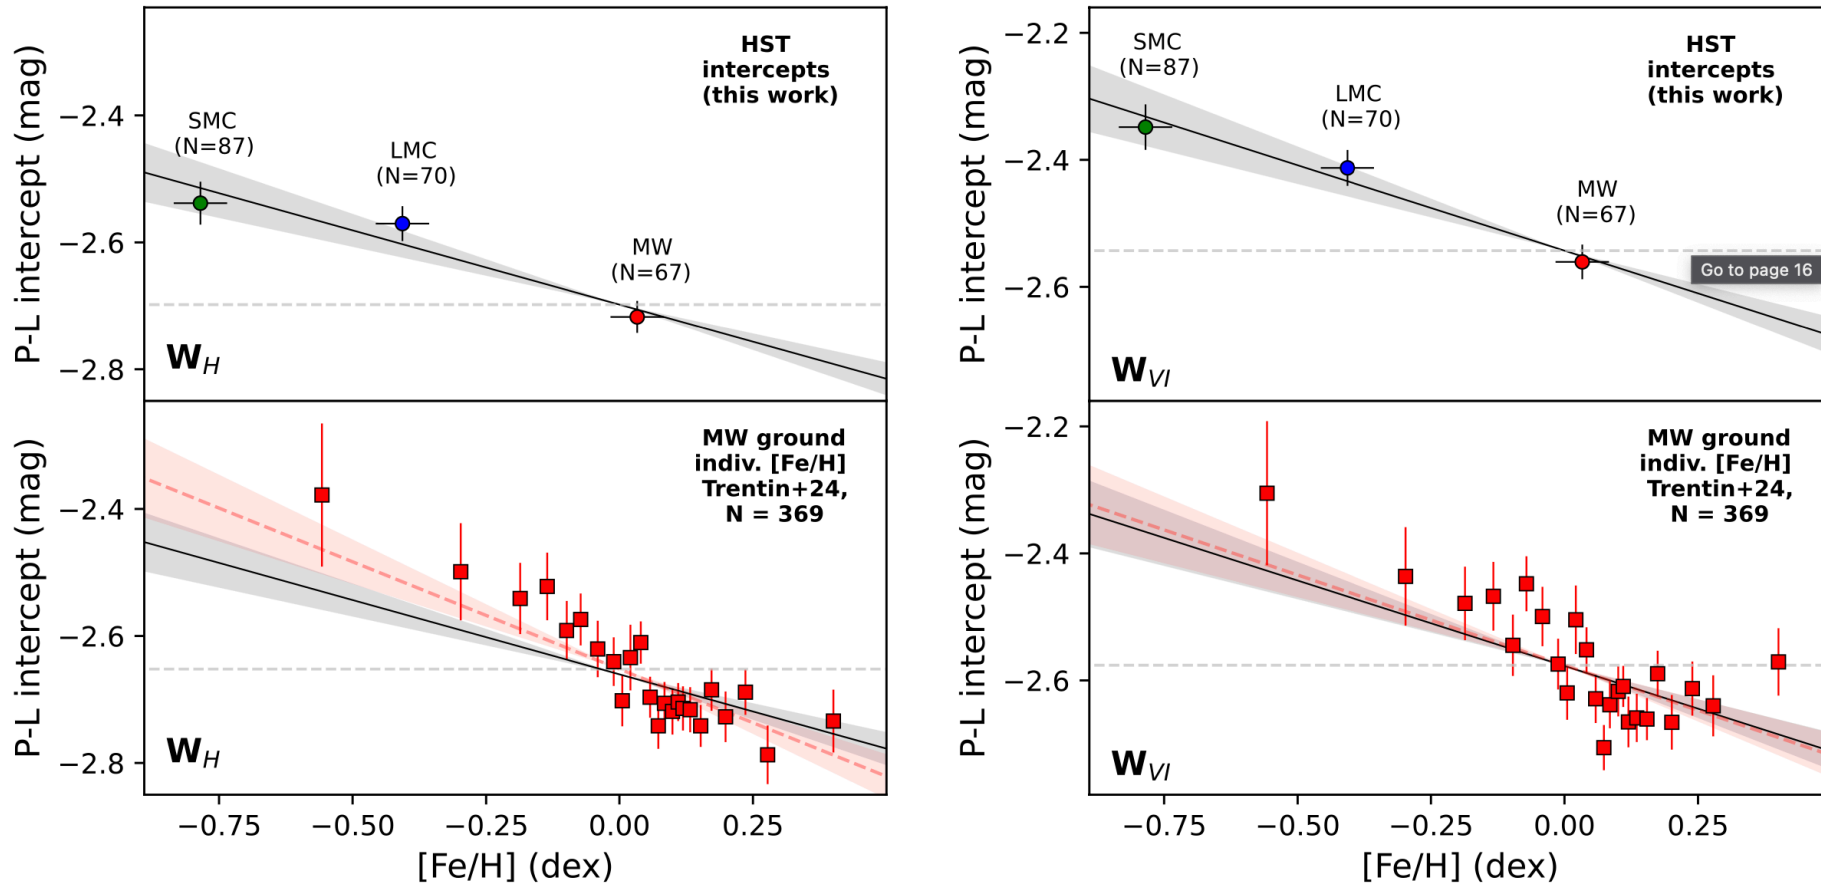 P-L intercept (mag)
−2.4
−2.6
−2.8
SMC
(N=87)
LMC
(N=70)
MW
(N=67)
HST
intercepts
(this work)
W_H
P-L intercept (mag)
−2.2
−2.4
−2.6
SMC
(N=87)
LMC
(N=70)
MW
(N=67)
HST
intercepts
(this work)
Go to page 16
W_VI
P-L intercept (mag)
−2.4
−2.6
−2.8
MW ground
indiv. [Fe/H]
Trentin+24,
N = 369
W_H
−0.75 −0.50 −0.25 0.00 0.25
[Fe/H] (dex)
P-L intercept (mag)
−2.2
−2.4
−2.6
MW ground
indiv. [Fe/H]
Trentin+24,
N = 369
W_VI
−0.75 −0.50 −0.25 0.00 0.25
[Fe/H] (dex)